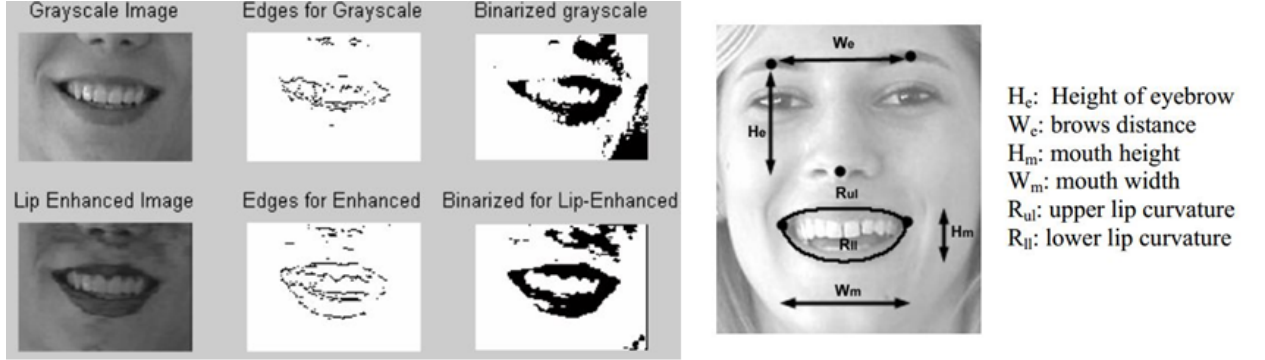 Grayscale Image
Edges for Grayscale
Binarized grayscale
Lip Enhanced Image
Edges for Enhanced
Binarized for Lip-Enhanced
We
He
Rul
Rll
Hm
Wm
He: Height of eyebrow
We: brows distance
Hm: mouth height
Wm: mouth width
Rul: upper lip curvature
Rll: lower lip curvature